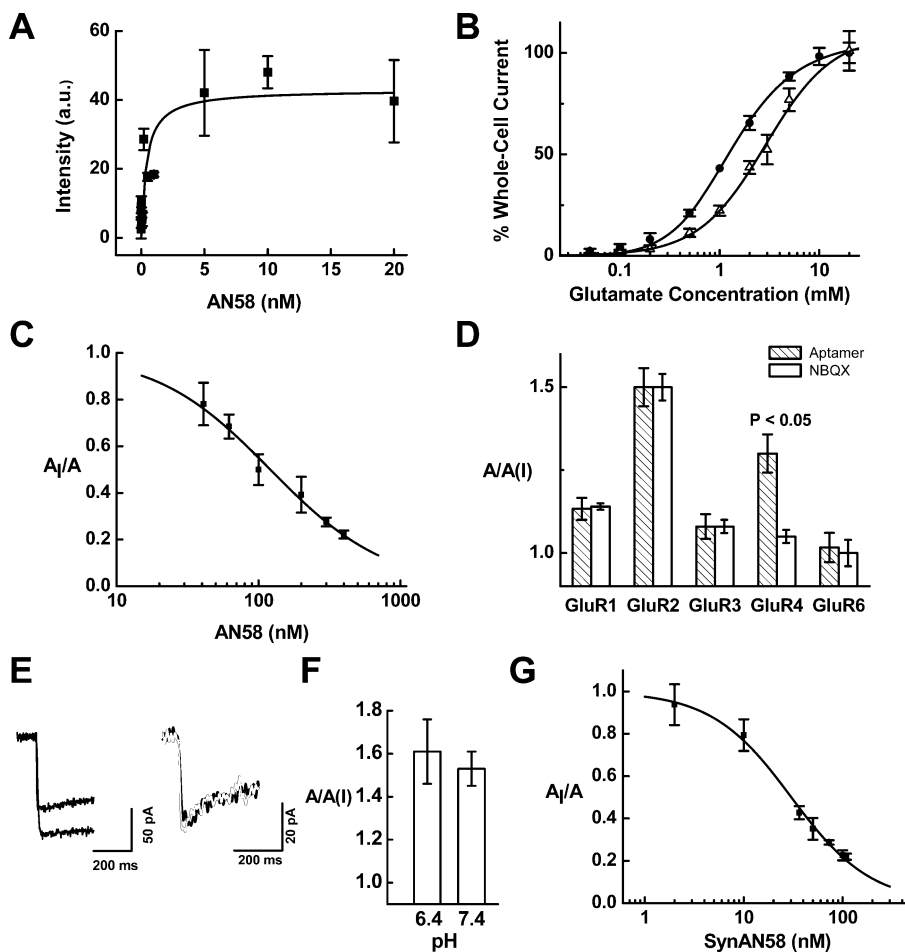 A
60
40
20
0
Intensity (a.u.)
0 5 10 15 20
AN58 (nM)
B
100
50
0
% Whole-Cell Current
0.1 1 10
Glutamate Concentration (mM)
C
1.0
0.8
0.6
0.4
0.2
0.0
AI/A
10 100 1000
AN58 (nM)
D
Aptamer
NBQX
1.5
1.0
A/A(I)
P < 0.05
GluR1 GluR2 GluR3 GluR4 GluR6
E
50 pA
200 ms
20 pA
200 ms
F
1.8
1.6
1.4
1.2
1.0
A/A(I)
6.4 7.4
pH
G
1.0
0.8
0.6
0.4
0.2
0.0
AI/A
1 10 100
SynAN58 (nM)